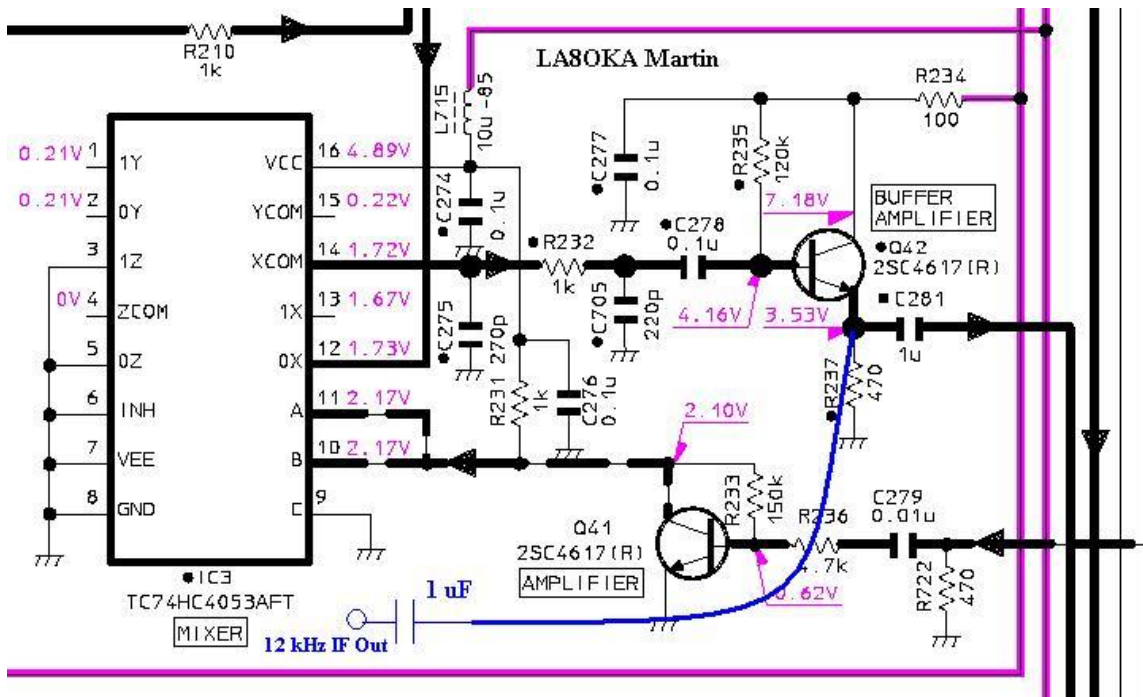 R210
1k
LA8OKA Martin
L715
10u -85
R234
100
●C277
0.1u
●R235
120k
1
0.21V
1Y
VCC
16
4.89V
2
0.21V
0Y
YCOM
15
0.22V
●C274
0.1u
7.18V
BUFFER
AMPLIFIER
3
1Z
XCOM
14
1.72V
●R232
1k
●C278
0.1u
●Q42
2SC4617(R)
4
0V
ZCOM
1X
13
1.67V
●C275
270p
●C705
220p
4.16V
3.53V
■C281
1u
5
0Z
0X
12
1.73V
6
INH
A
11
2.17V
R231
1k
C276
0.1u
●R237
470
7
VEE
B
10
2.17V
2.10V
8
GND
C
9
R233
150k
C279
0.01u
Q41
2SC4617(R)
AMPLIFIER
R236
4.7k
0.62V
R722
470
●IC3
TC74HC4053AFT
MIXER
1 uF
12 kHz IF Out